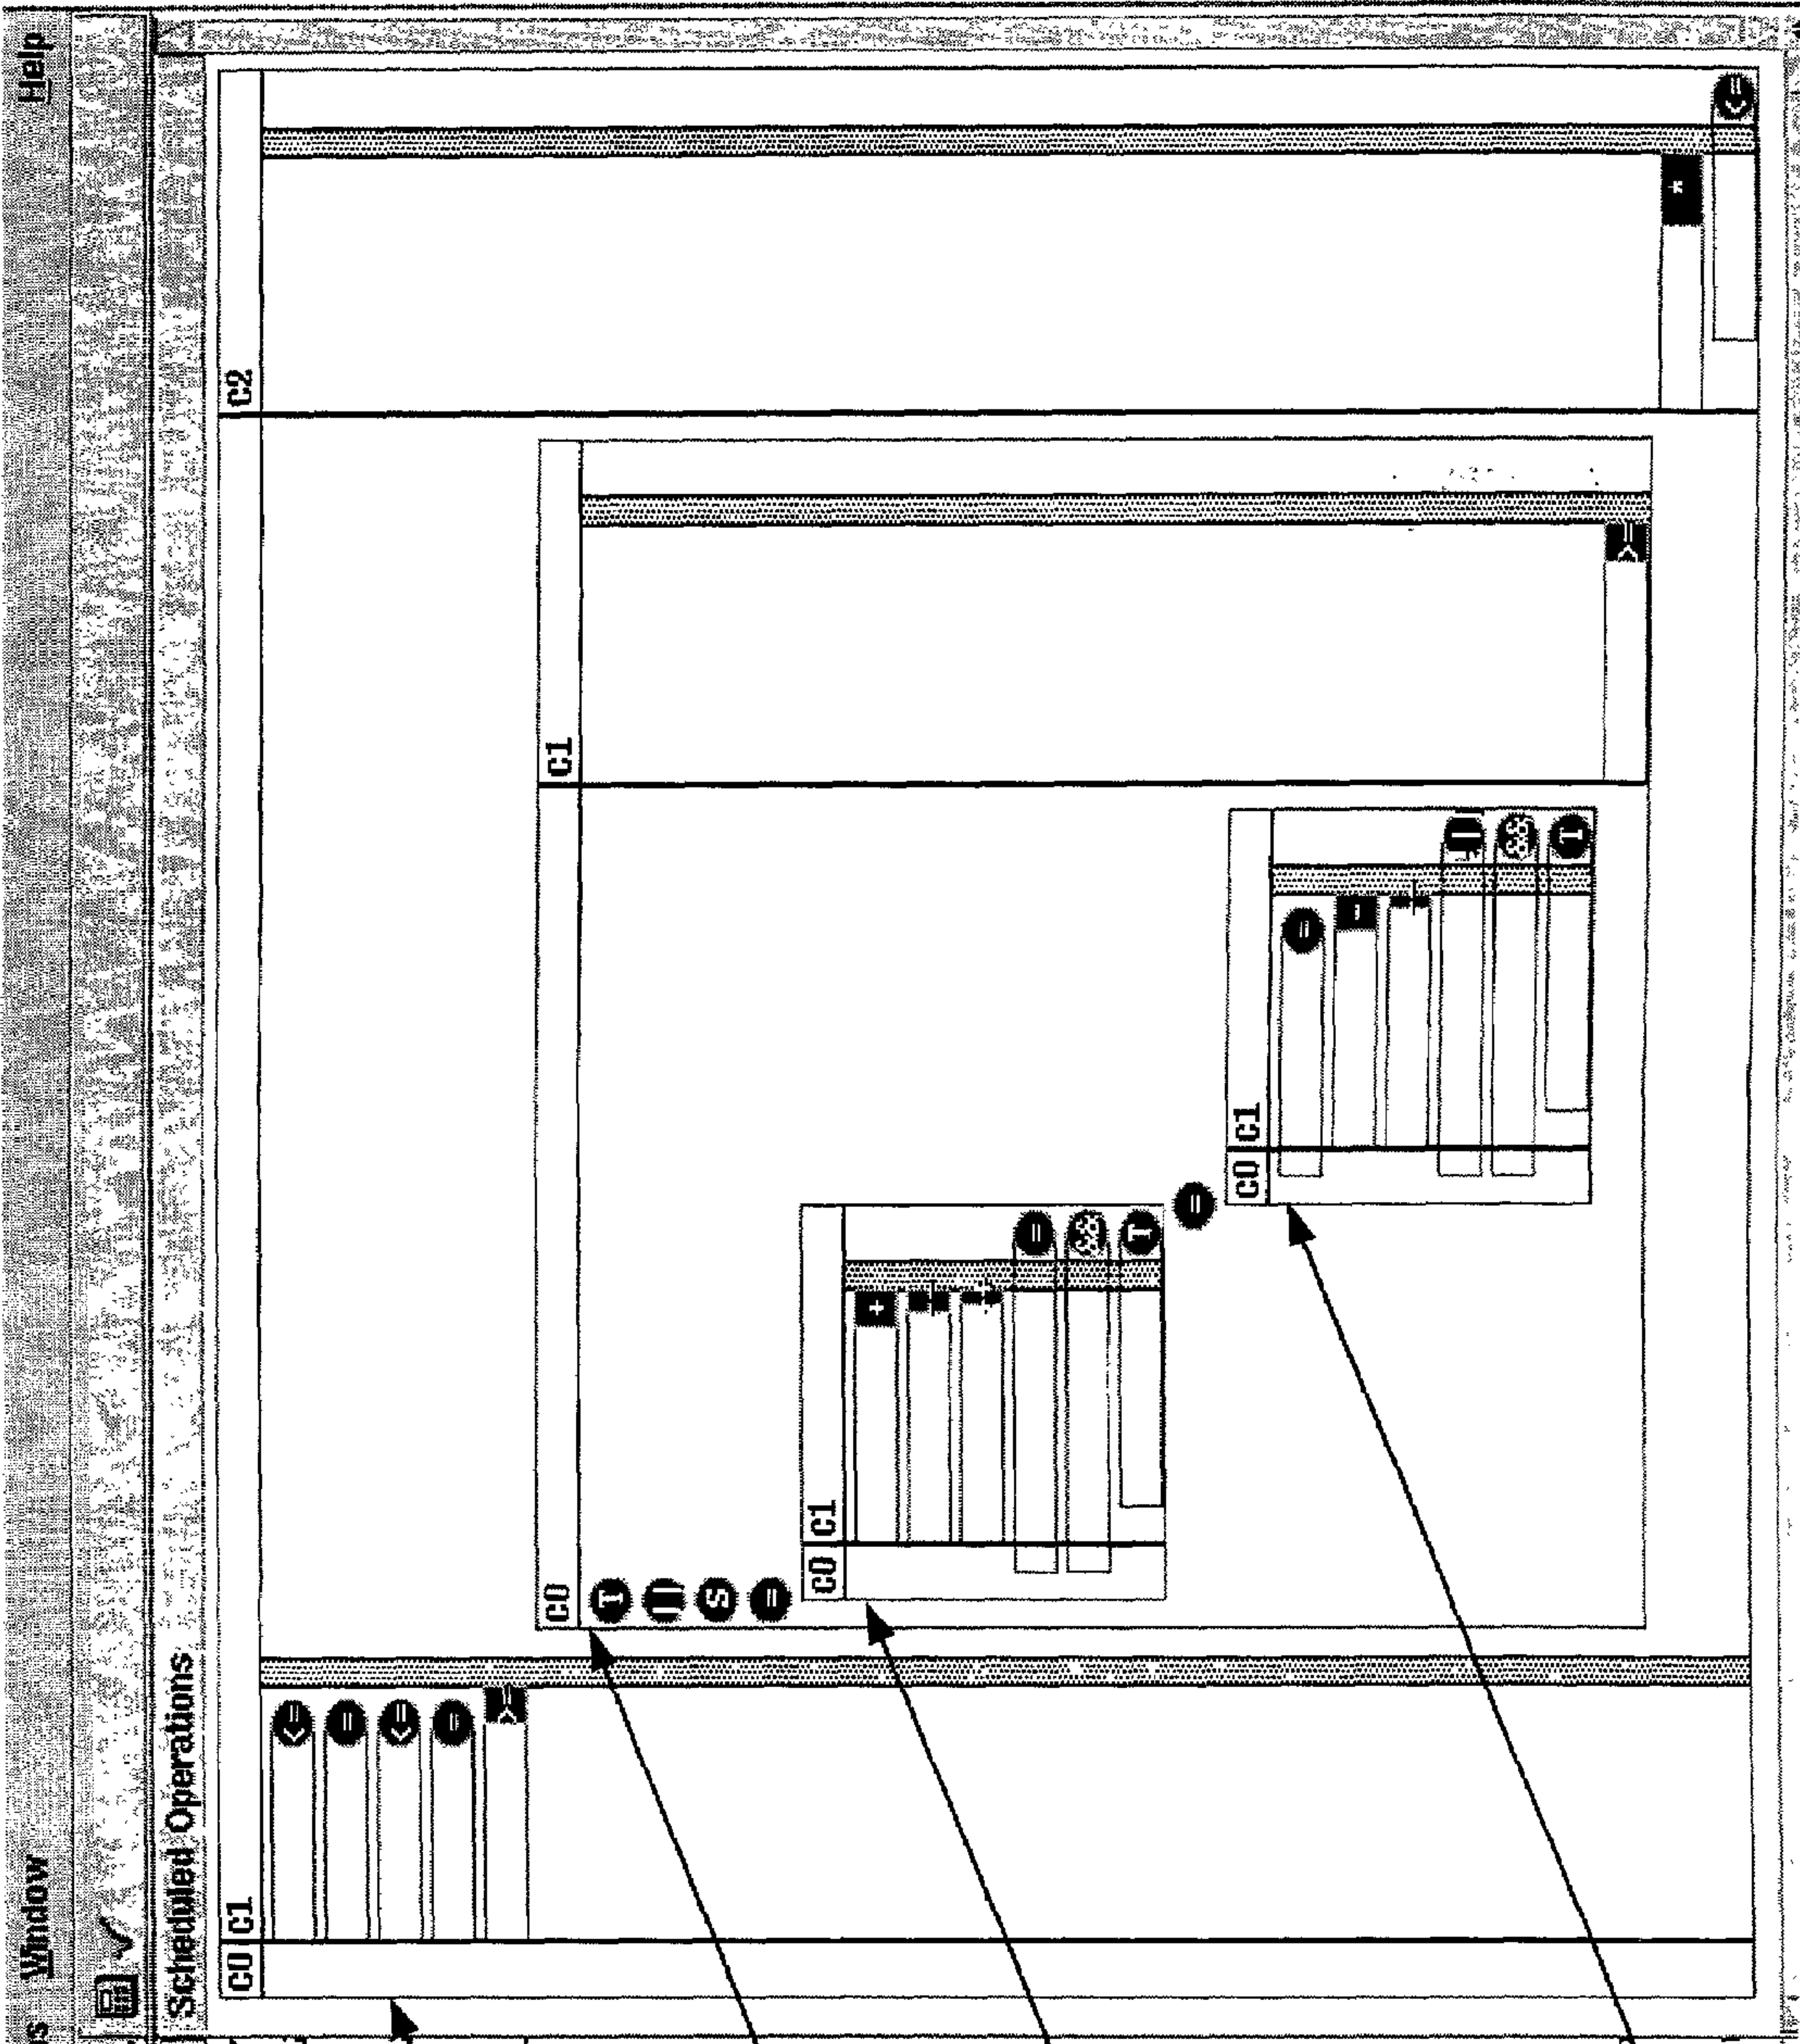 s Window Help
Scheduled Operations
C0 C1 C2
<=
=
<=
=
>=
C0 C1
S
=
C0 C1
+
=
=
C0 C1
=
-
>=
*
<=